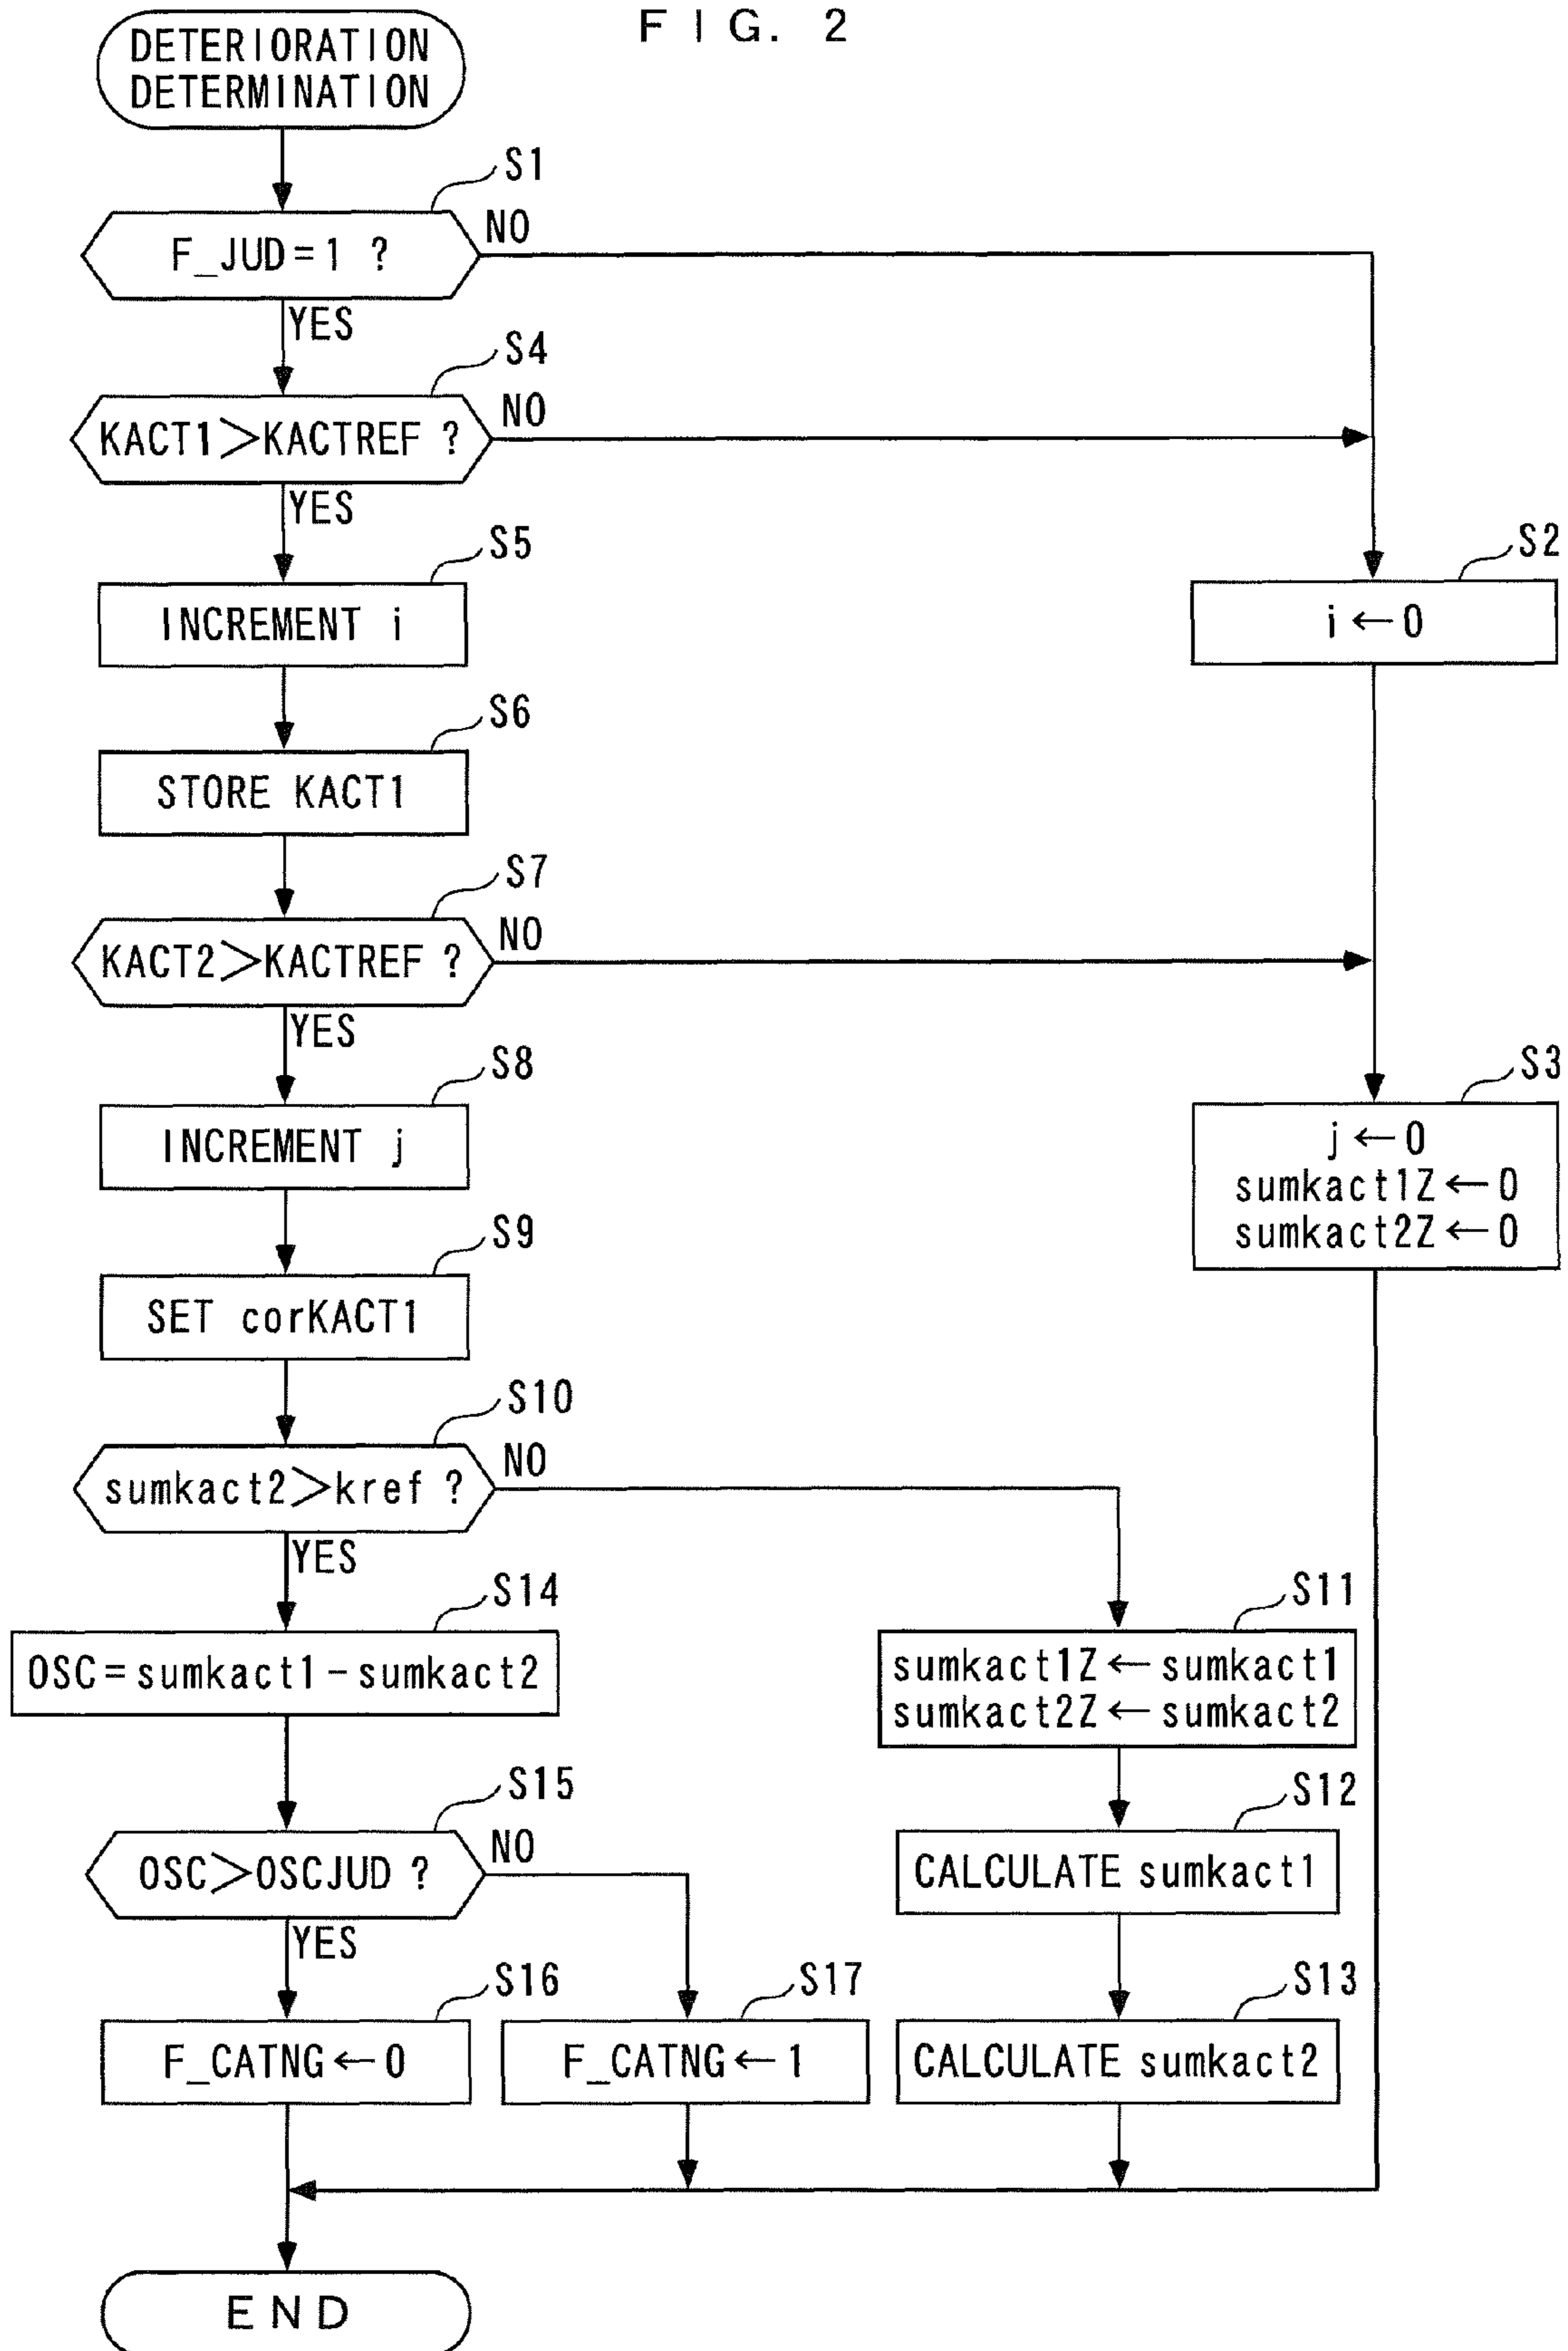 FIG. 2
DETERIORATION
DETERMINATION
S1
F_JUD=1 ?
NO
YES
S4
KACT1>KACTREF ?
NO
YES
S5
INCREMENT i
S2
i←0
S6
STORE KACT1
S7
KACT2>KACTREF ?
NO
YES
S8
INCREMENT j
S3
j←0
sumkact1Z←0
sumkact2Z←0
S9
SET corKACT1
S10
sumkact2>kref ?
NO
YES
S14
OSC=sumkact1-sumkact2
S11
sumkact1Z←sumkact1
sumkact2Z←sumkact2
S15
OSC>OSCJUD ?
NO
YES
S12
CALCULATE sumkact1
S16
F_CATNG←0
S17
F_CATNG←1
S13
CALCULATE sumkact2
END